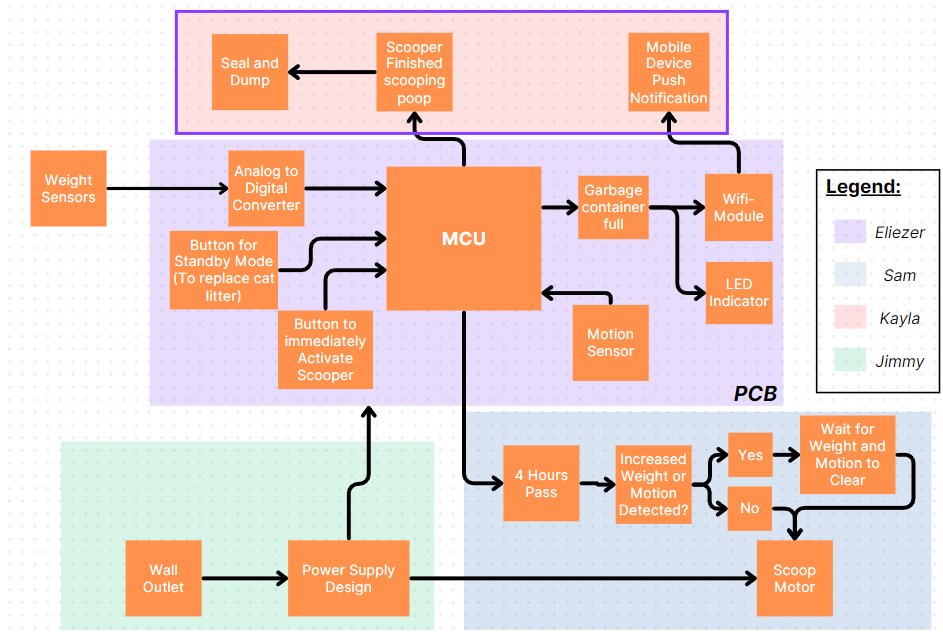 Seal and
Dump
Scooper
Finished
scooping
poop
Mobile
Device
Push
Notification
Weight
Sensors
Analog to
Digital
Converter
Button for
Standby Mode
(To replace cat
litter)
Button to
immediately
Activate
Scooper
MCU
Garbage
container
full
Wifi-
Module
LED
Indicator
Motion
Sensor
PCB
Legend:
Eliezer
Sam
Kayla
Jimmy
4 Hours
Pass
Increased
Weight or
Motion
Detected?
Yes
No
Wait for
Weight and
Motion to
Clear
Wall
Outlet
Power Supply
Design
Scoop
Motor